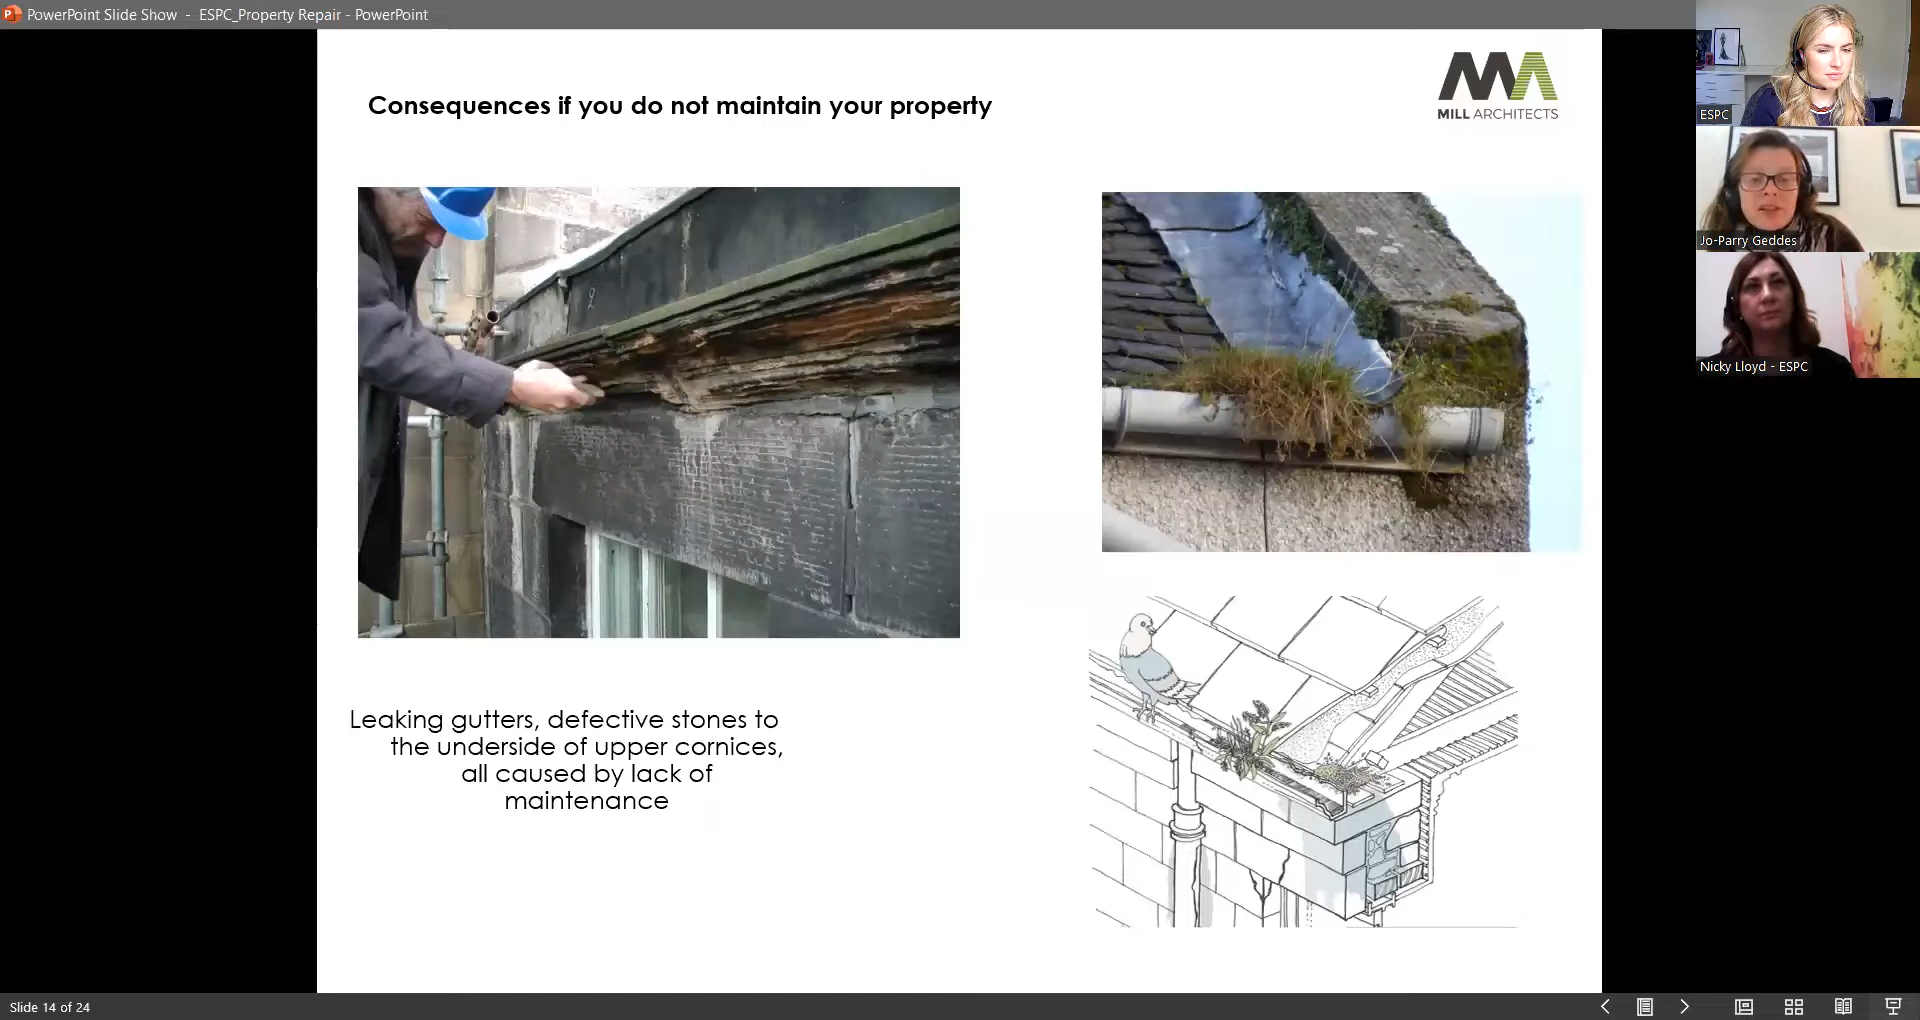 PowerPoint Slide Show - ESPC_Property Repair - PowerPoint
Consequences if you do not maintain your property
MILL ARCHITECTS
ESPC
Jo-Parry Geddes
Nicky Lloyd - ESPC
Leaking gutters, defective stones to
the underside of upper cornices,
all caused by lack of
maintenance
Slide 14 of 24